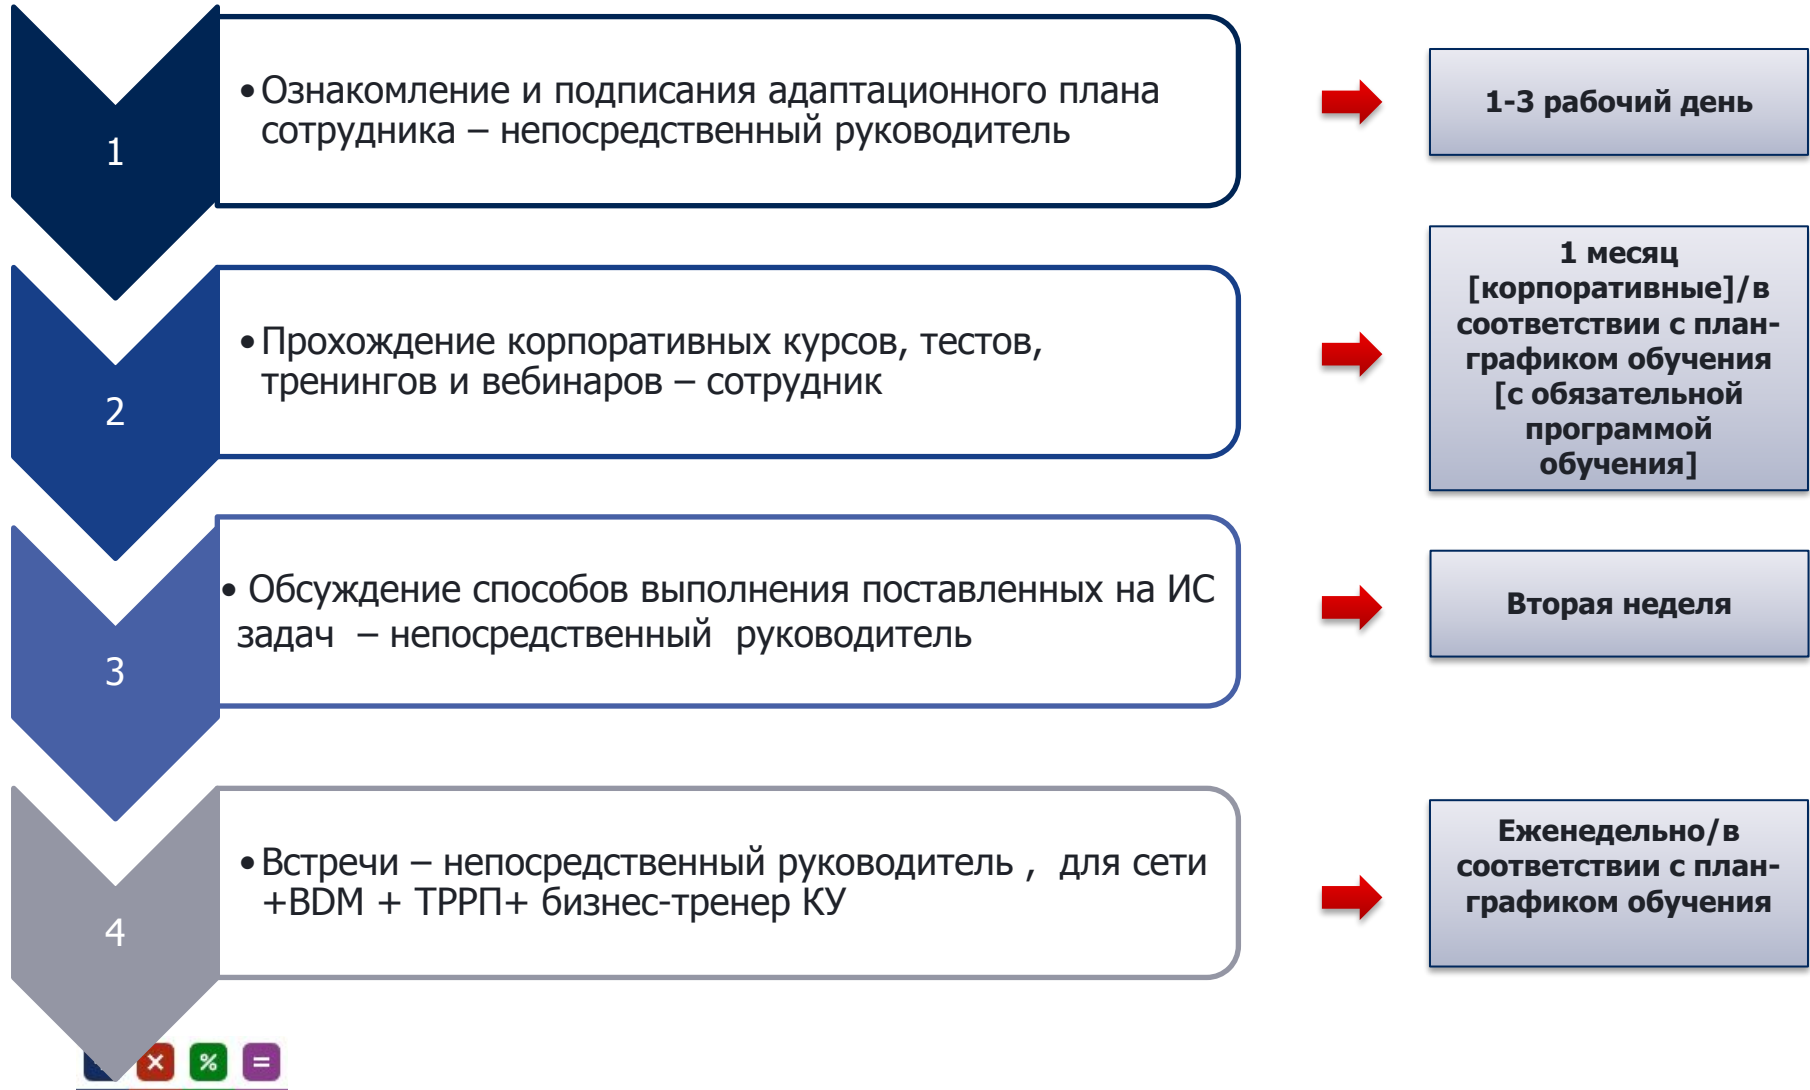 1
•Ознакомление и подписания адаптационного плана
сотрудника – непосредственный руководитель
1-3 рабочий день
2
•Прохождение корпоративных курсов, тестов,
тренингов и вебинаров – сотрудник
1 месяц
[корпоративные]/в
соответствии с план-
графиком обучения
[с обязательной
программой
обучения]
3
• Обсуждение способов выполнения поставленных на ИС
задач – непосредственный руководитель
Вторая неделя
4
•Встречи – непосредственный руководитель , для сети
+BDM + ТРРП+ бизнес-тренер КУ
Еженедельно/в
соответствии с план-
графиком обучения
× % =